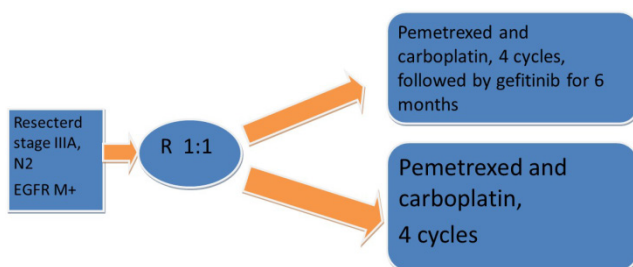 Resecterd
stage IIIA,
N2
EGFR M+
R 1:1
Pemetrexed and
carboplatin, 4 cycles,
followed by gefitinib for 6
months
Pemetrexed and
carboplatin,
4 cycles